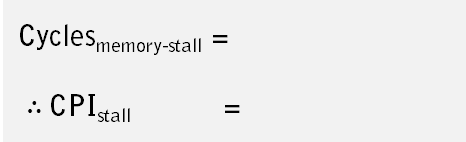 Cycles_memory-stall =
∴ CPI_stall =